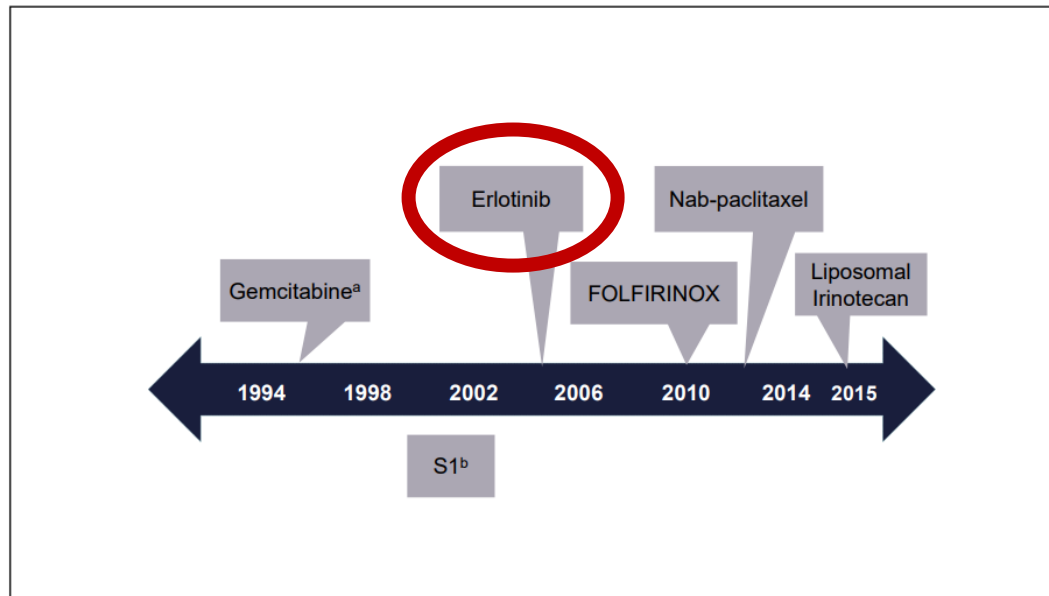 Erlotinib
Nab-paclitaxel
Gemcitabineᵃ
FOLFIRINOX
Liposomal
Irinotecan
1994 1998 2002 2006 2010 2014 2015
S1ᵇ